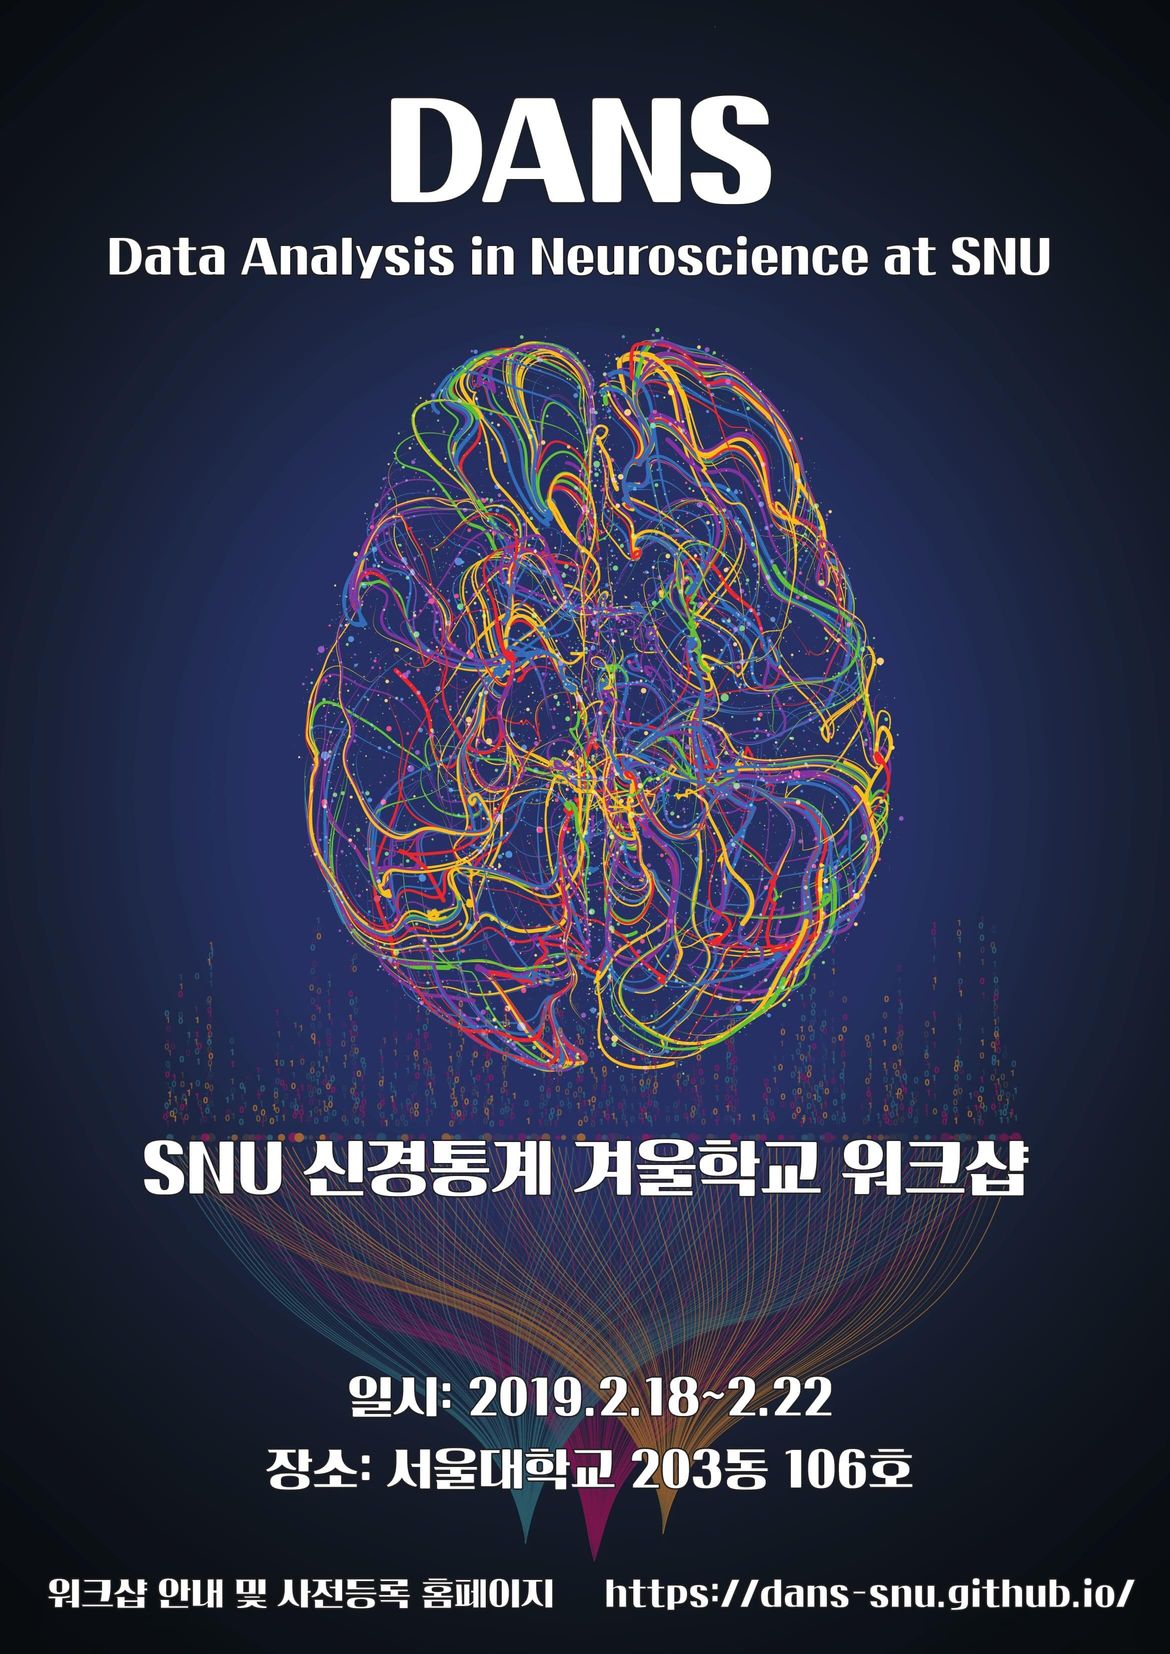 DANS
Data Analysis in Neuroscience at SNU
SNU 신경통계 겨울학교 워크샵
일시: 2019.2.18~2.22
장소: 서울대학교 203동 106호
워크샵 안내 및 사전등록 홈페이지 https://dans-snu.github.io/